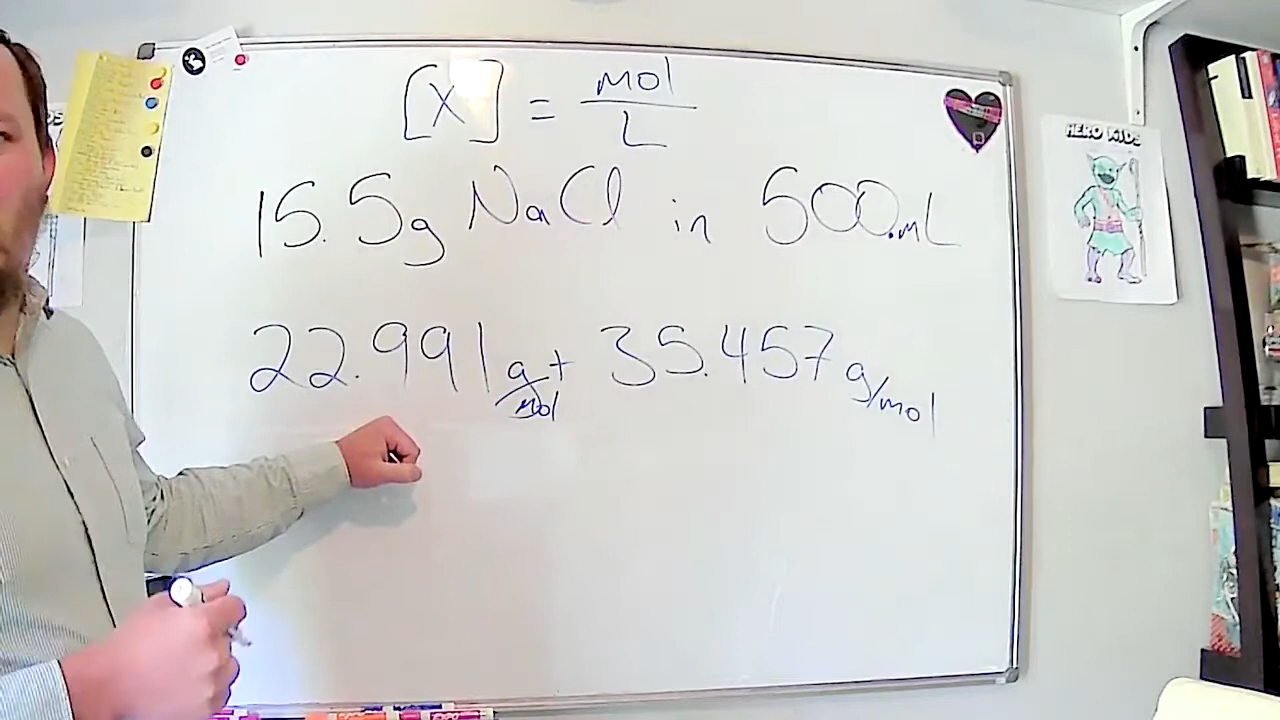 [X] = mol/L
15.5g NaCl in 500.mL
22.991 g/mol + 35.457 g/mol
HERO KIDS